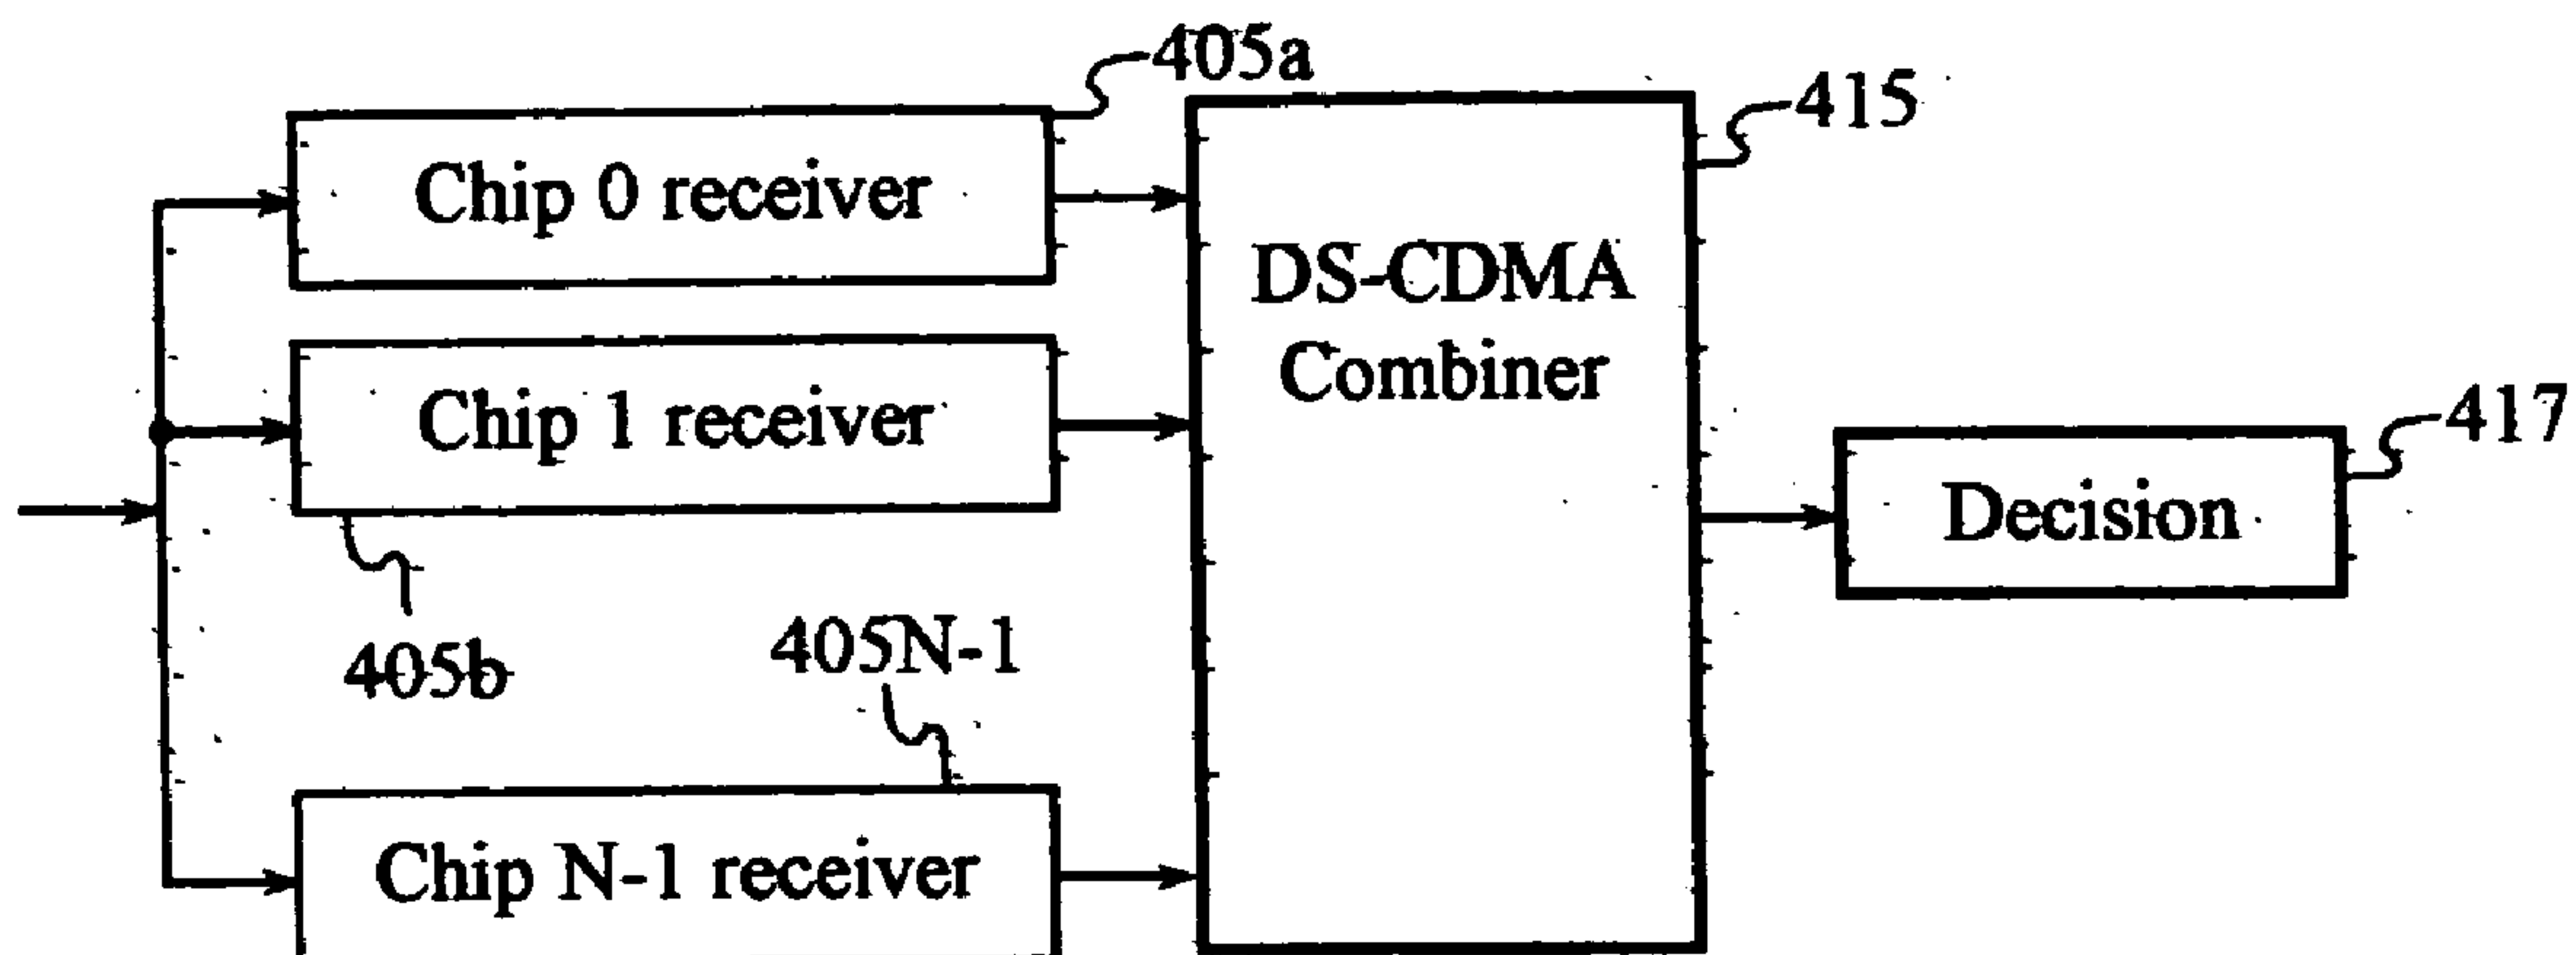 405a
415
Chip 0 receiver
DS-CDMA
Combiner
Chip 1 receiver
417
Decision
405b
405N-1
Chip N-1 receiver